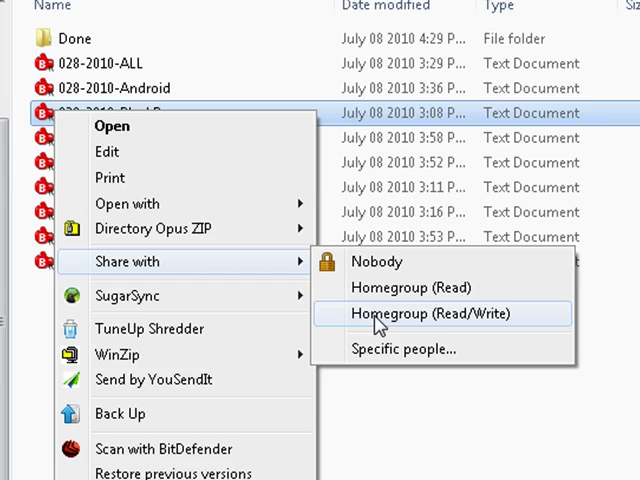 Name Date modified Type
Done July 08 2010 4:29 P... File folder
028-2010-ALL July 08 2010 3:29 P... Text Document
028-2010-Android July 08 2010 3:36 P... Text Document
July 08 2010 3:08 P... Text Document
July 08 2010 3:58 P... Text Document
July 08 2010 3:52 P... Text Document
July 08 2010 3:11 P... Text Document
July 08 2010 3:16 P... Text Document
July 08 2010 3:53 P... Text Document
Open
Edit
Print
Open with
Directory Opus ZIP
Share with
SugarSync
TuneUp Shredder
WinZip
Send by YouSendIt
Back Up
Scan with BitDefender
Restore previous versions
Nobody
Homegroup (Read)
Homegroup (Read/Write)
Specific people...